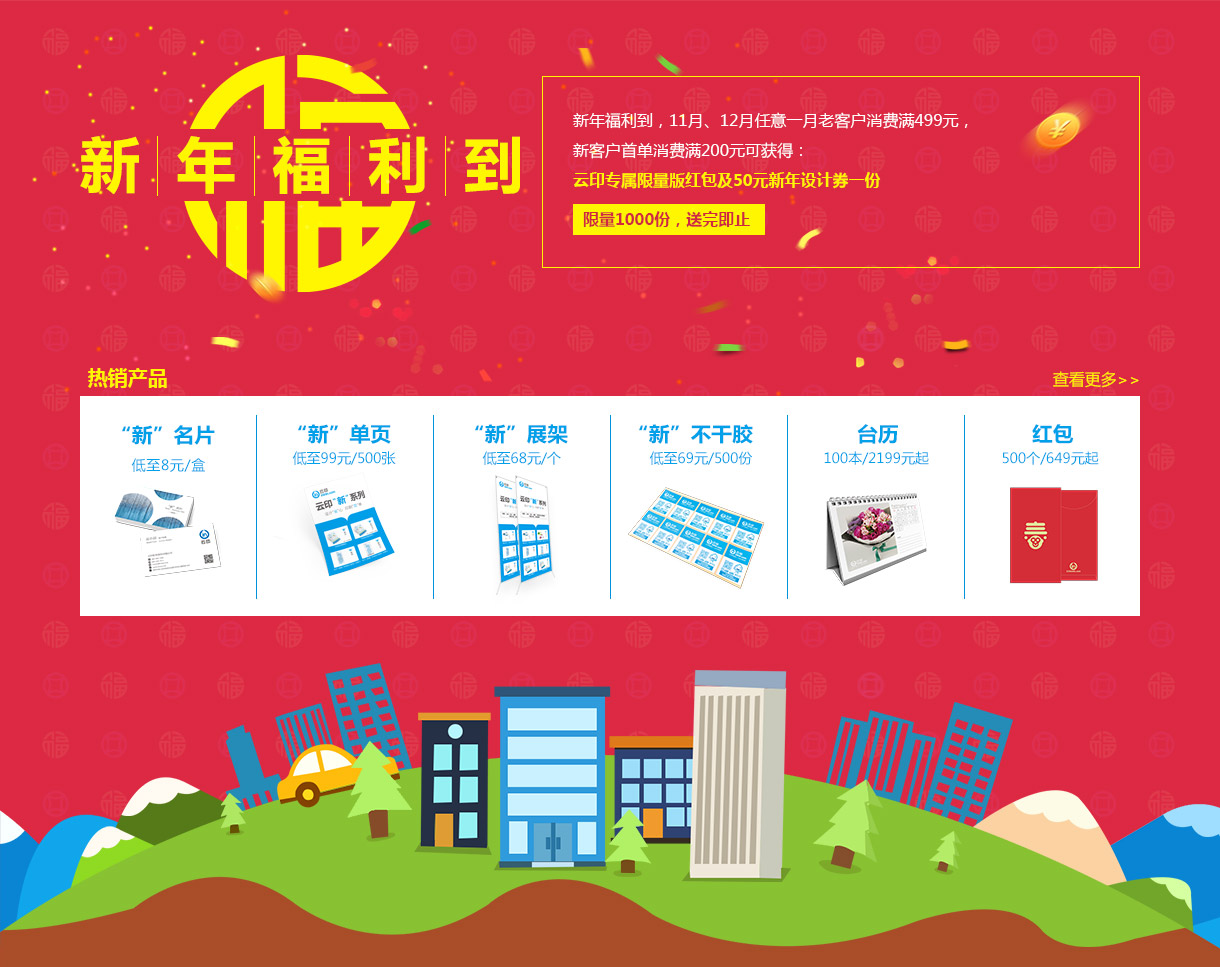 新年福利到
新年福利到，11月、12月任意一月老客户消费满499元，
新客户首单消费满200元可获得：
云印专属限量版红包及50元新年设计券一份
限量1000份，送完即止
热销产品
查看更多>>
“新”名片
低至8元/盒
“新”单页
低至99元/500张
云印“新”系列
“新”展架
低至68元/个
“新”不干胶
低至69元/500份
台历
100本/2199元起
红包
500个/649元起